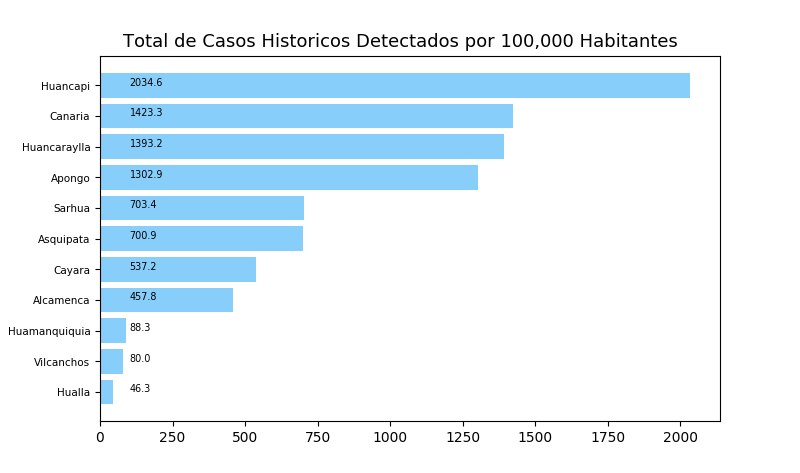 Total de Casos Historicos Detectados por 100,000 Habitantes
Huancapi 2034.6
Canaria 1423.3
Huancaraylla 1393.2
Apongo 1302.9
Sarhua 703.4
Asquipata 700.9
Cayara 537.2
Alcamenca 457.8
Huamanquiquia 88.3
Vilcanchos 80.0
Hualla 46.3
0 250 500 750 1000 1250 1500 1750 2000